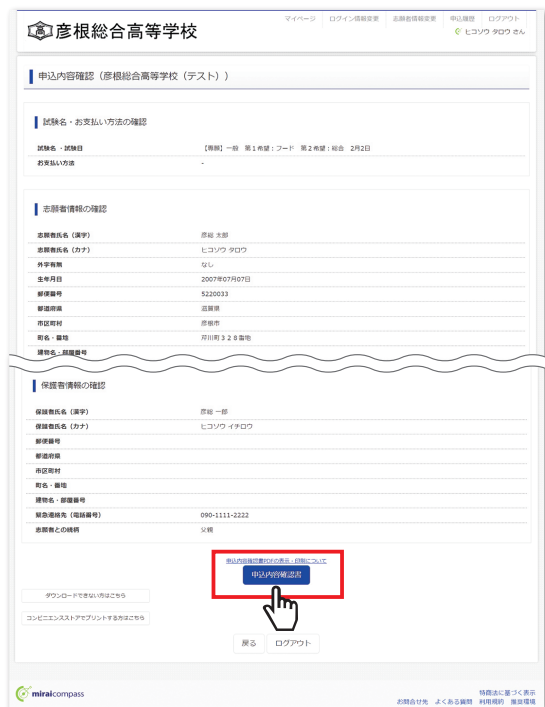 マイページ ログイン情報変更 志願者情報変更 申込履歴 ログアウト
彦根総合高等学校
ヒコソウ タロウ さん
申込内容確認（彦根総合高等学校（テスト））
試験名・お支払い方法の確認
試験名 ・試験日 【専願】一般 第１希望：フード 第２希望：総合 2月2日
お支払い方法 -
志願者情報の確認
志願者氏名（漢字） 彦総 太郎
志願者氏名（カナ） ヒコソウ タロウ
外字有無 なし
生年月日 2007年07月07日
郵便番号 5220033
都道府県 滋賀県
市区町村 彦根市
町名・番地 芹川町３２８番地
建物名・部屋番号
保護者情報の確認
保護者氏名（漢字） 彦総 一郎
保護者氏名（カナ） ヒコソウ イチロウ
郵便番号
都道府県
市区町村
町名・番地
建物名・部屋番号
緊急連絡先（電話番号） 090-1111-2222
志願者との続柄 父親
申込内容確認書PDFの表示・印刷について
申込内容確認書
ダウンロードできない方はこちら
コンビニエンスストアでプリントする方はこちら
戻る ログアウト
miraicompass
特商法に基づく表示
お問合せ先 よくある質問 利用規約 推奨環境